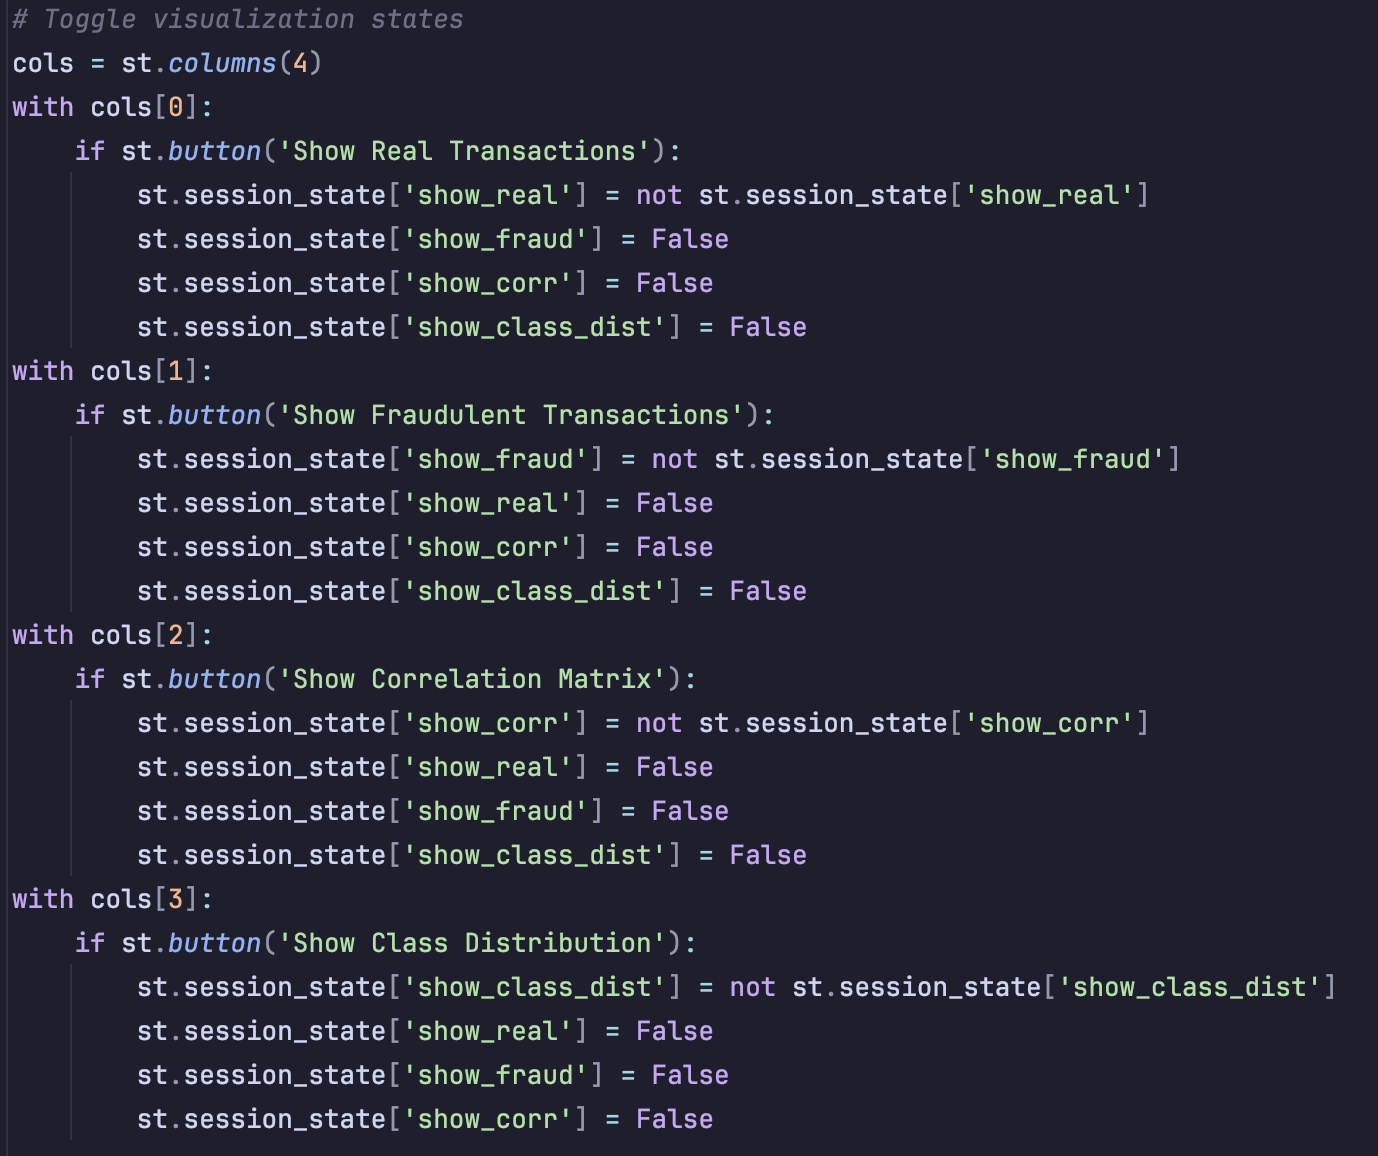 # Toggle visualization states
cols = st.columns(4)
with cols[0]:
    if st.button('Show Real Transactions'):
        st.session_state['show_real'] = not st.session_state['show_real']
        st.session_state['show_fraud'] = False
        st.session_state['show_corr'] = False
        st.session_state['show_class_dist'] = False
with cols[1]:
    if st.button('Show Fraudulent Transactions'):
        st.session_state['show_fraud'] = not st.session_state['show_fraud']
        st.session_state['show_real'] = False
        st.session_state['show_corr'] = False
        st.session_state['show_class_dist'] = False
with cols[2]:
    if st.button('Show Correlation Matrix'):
        st.session_state['show_corr'] = not st.session_state['show_corr']
        st.session_state['show_real'] = False
        st.session_state['show_fraud'] = False
        st.session_state['show_class_dist'] = False
with cols[3]:
    if st.button('Show Class Distribution'):
        st.session_state['show_class_dist'] = not st.session_state['show_class_dist']
        st.session_state['show_real'] = False
        st.session_state['show_fraud'] = False
        st.session_state['show_corr'] = False